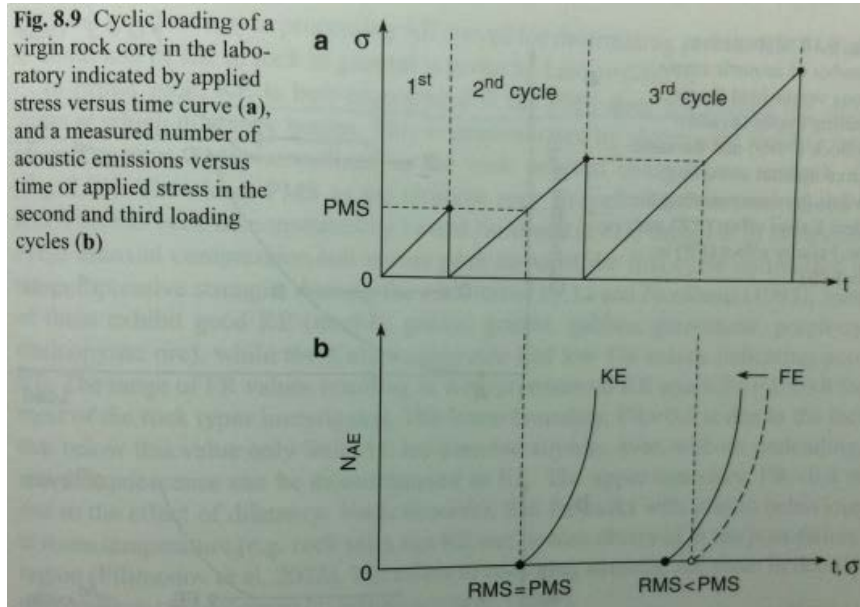 Fig. 8.9 Cyclic loading of a
virgin rock core in the labo-
ratory indicated by applied
stress versus time curve (a),
and a measured number of
acoustic emissions versus
time or applied stress in the
second and third loading
cycles (b)
a
σ
1st
2nd cycle
3rd cycle
PMS
0
t
b
KE
FE
NAE
0
t, σ
RMS=PMS
RMS<PMS